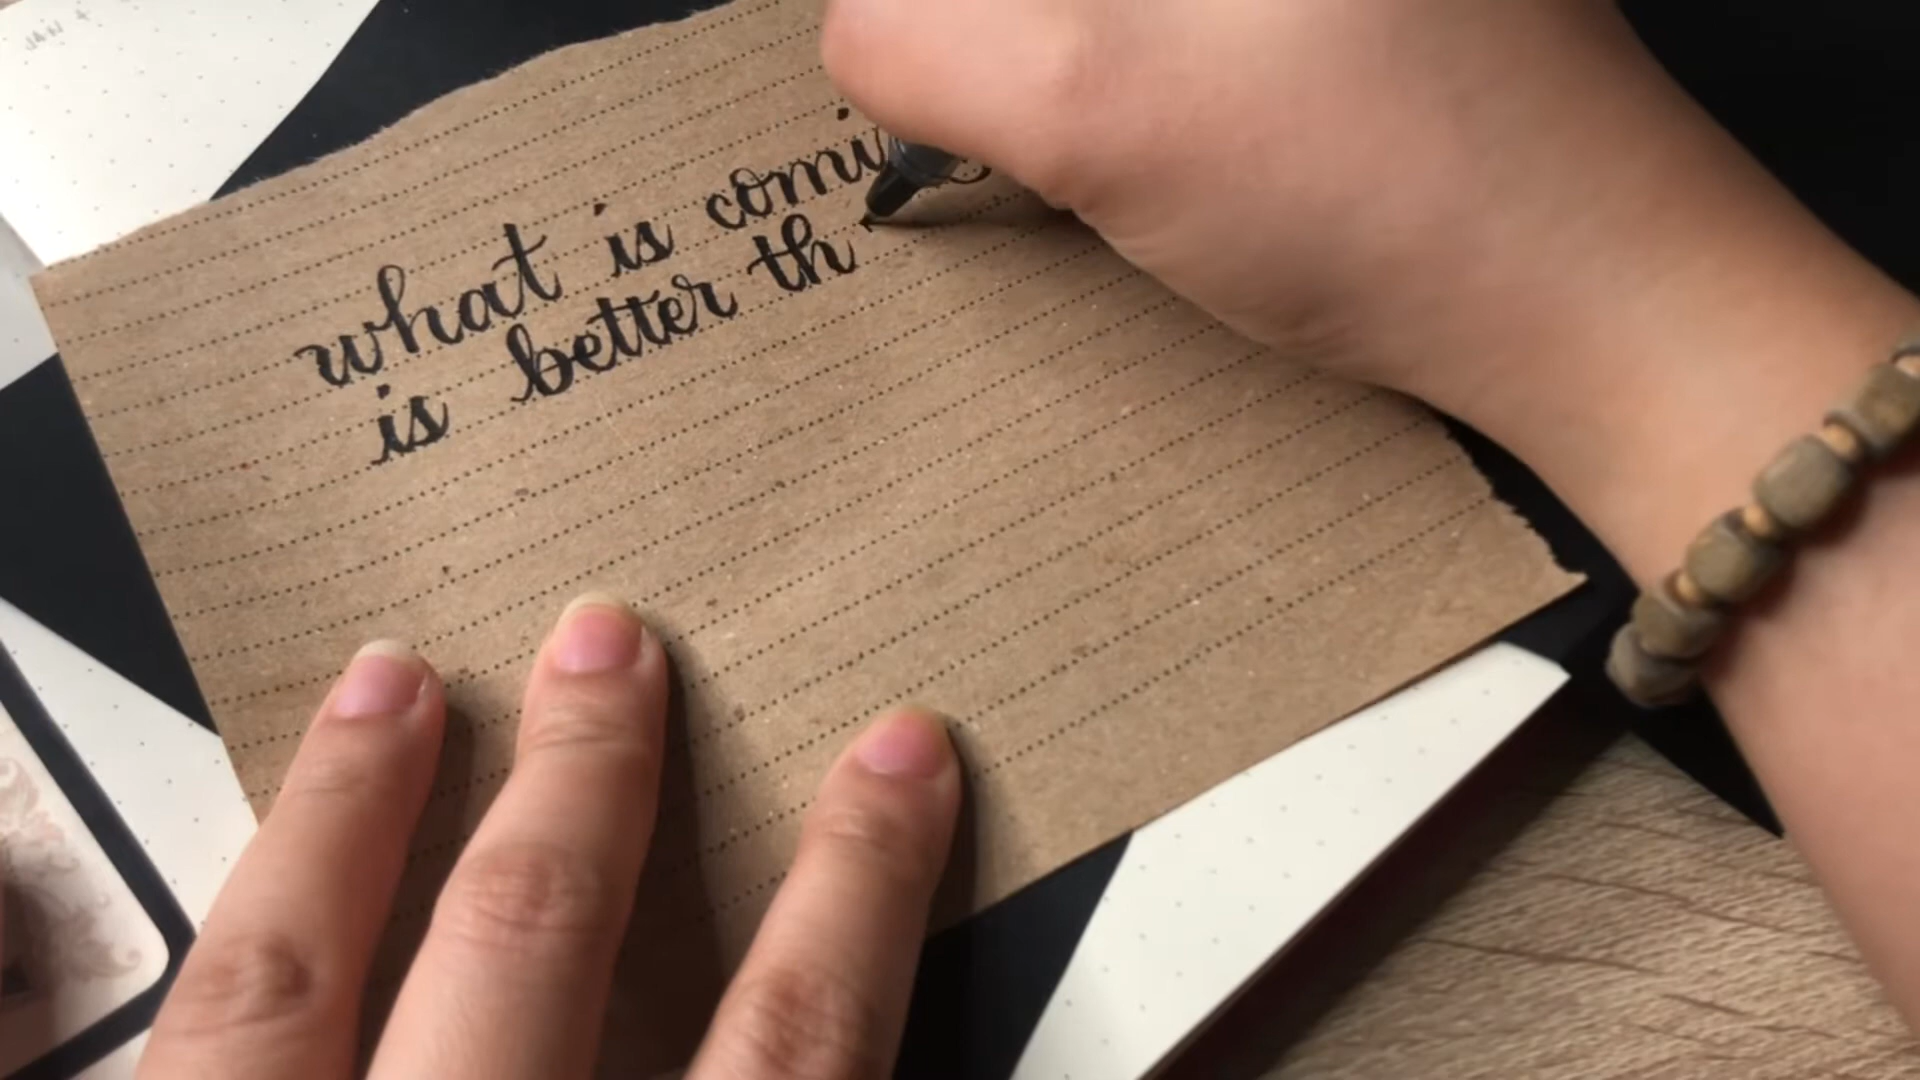 what is comi
is better th